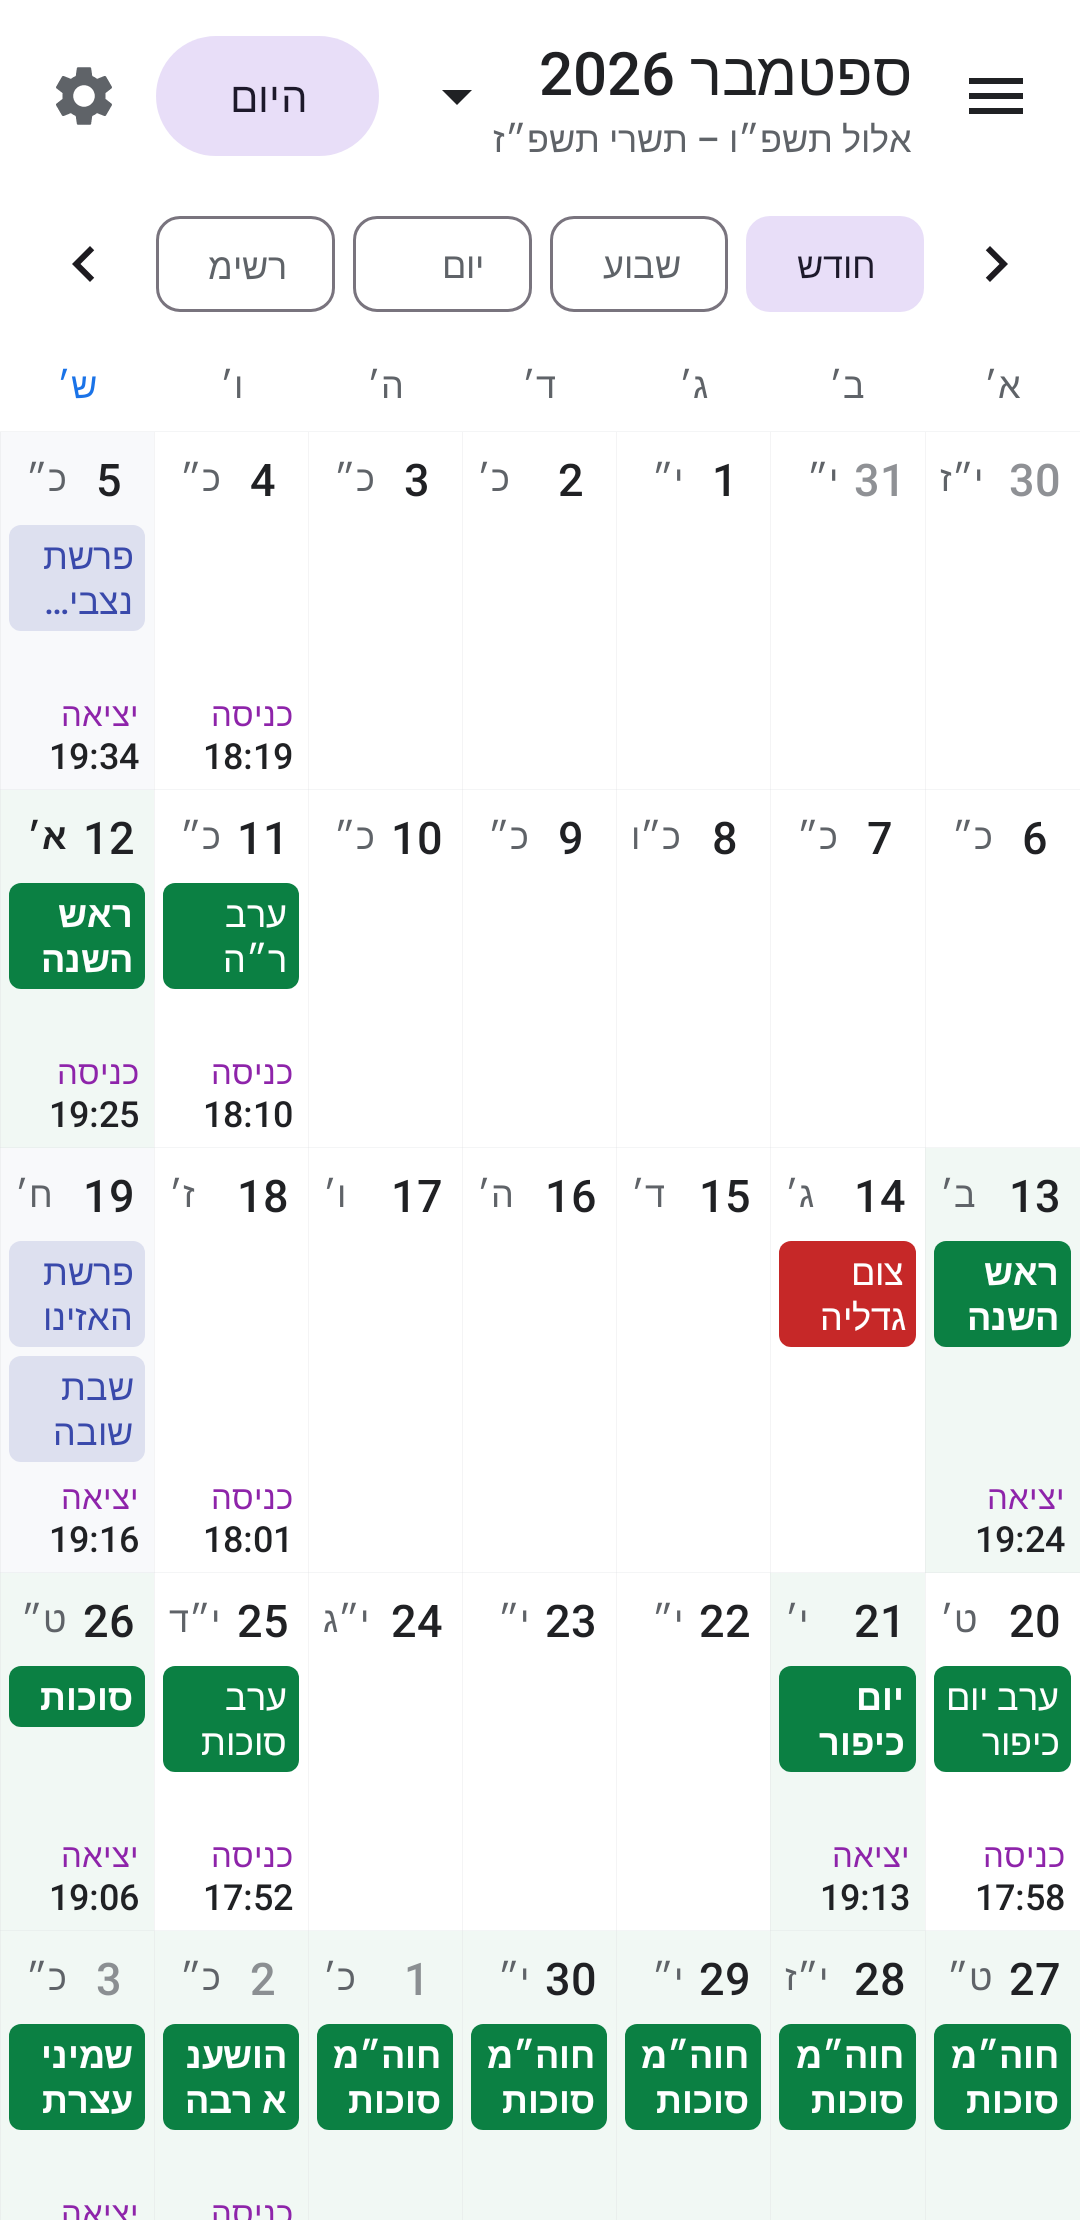 ספטמבר 2026
אלול תשפ״ו – תשרי תשפ״ז
היום
חודש
שבוע
יום
רשימ
א׳ ב׳ ג׳ ד׳ ה׳ ו׳ ש׳
30 י״ז
31 י״
1 י״
2 כ׳
3 כ״
4 כ״
כניסה
18:19
5 כ״
פרשת
נצבי...
יציאה
19:34
6 כ״
7 כ״
8 כ״ו
9 כ״
10 כ״
11 כ״
ערב
ר״ה
כניסה
18:10
12 א׳
ראש
השנה
כניסה
19:25
13 ב׳
ראש
השנה
יציאה
19:24
14 ג׳
צום
גדליה
15 ד׳
16 ה׳
17 ו׳
18 ז׳
כניסה
18:01
19 ח׳
פרשת
האזינו
שבת
שובה
יציאה
19:16
20 ט׳
ערב יום
כיפור
כניסה
17:58
21 י׳
יום
כיפור
יציאה
19:13
22 י״
23 י״
24 י״ג
25 י״ד
ערב
סוכות
כניסה
17:52
26 ט״
סוכות
יציאה
19:06
27 ט״
חוה״מ
סוכות
28 י״ז
חוה״מ
סוכות
29 י״
חוה״מ
סוכות
30 י״
חוה״מ
סוכות
1 כ׳
חוה״מ
סוכות
2 כ״
הושענ
א רבה
כניסה
3 כ״
שמיני
עצרת
יציאה